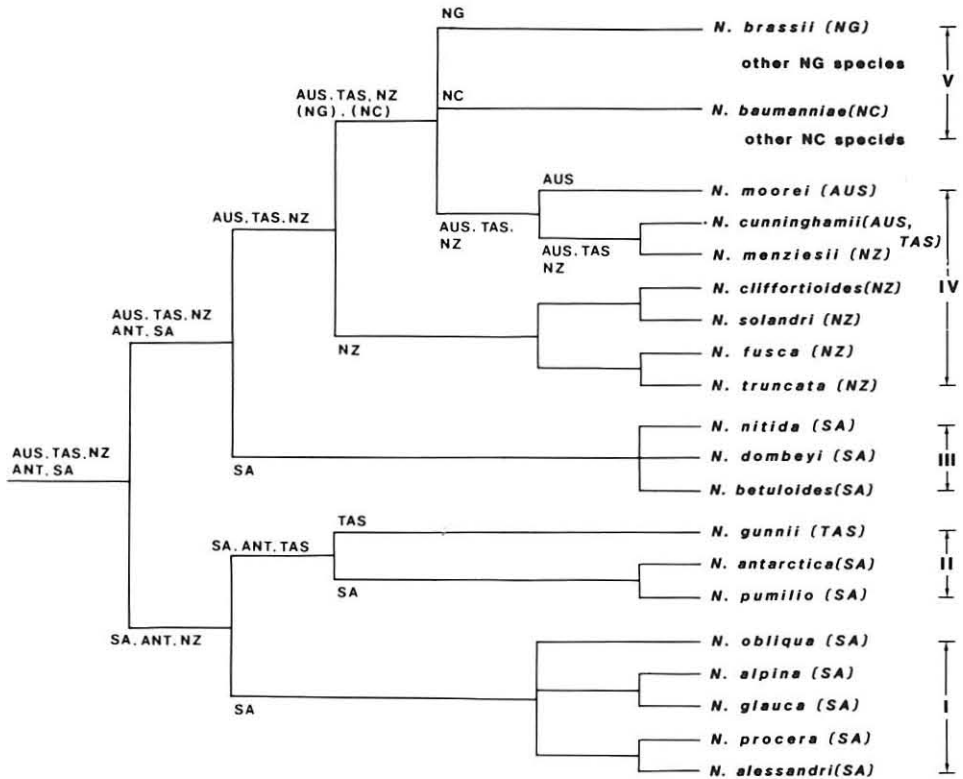 NG
N. brassii (NG)
other NG species
V
AUS. TAS, NZ
(NG). (NC)
NC
N. baumanniae(NC)
other NC species
AUS
N. moorei (AUS)
AUS, TAS. NZ
AUS. TAS.
NZ
N. cunninghamii(AUS,
TAS)
AUS. TAS
NZ
N. menziesii (NZ)
IV
N. cliffortioides(NZ)
AUS. TAS. NZ
ANT. SA
N. solandri (NZ)
NZ
N. fusca (NZ)
N. truncata (NZ)
N. nitida (SA)
AUS. TAS, NZ
ANT. SA
SA
N. dombeyi (SA)
III
N. betuloides(SA)
TAS
N. gunnii (TAS)
SA. ANT. TAS
N. antarctica(SA)
II
SA
N. pumilio (SA)
SA. ANT. NZ
N. obliqua (SA)
N. alpina (SA)
SA
N. glauca (SA)
I
N. procera (SA)
N. alessandri(SA)